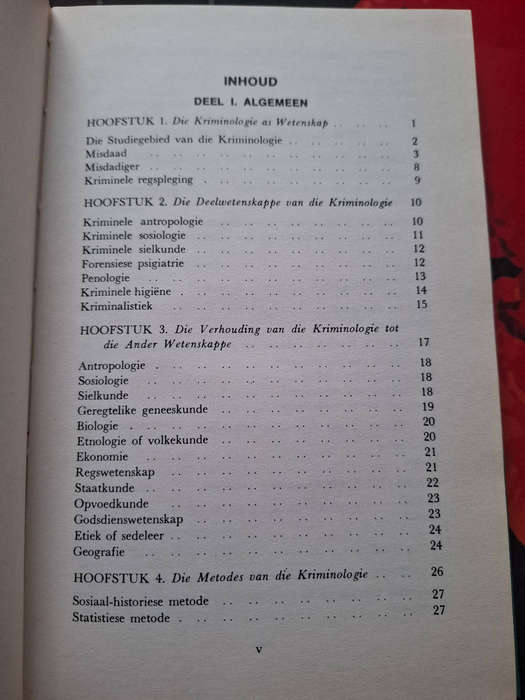 INHOUD
DEEL I. ALGEMEEN
HOOFSTUK 1. Die Kriminologie as Wetenskap .. .. .. 1
Die Studiegebied van die Kriminologie .. .. .. .. .. 2
Misdaad .. .. .. .. .. .. .. .. .. 3
Misdadiger .. .. .. .. .. .. .. .. .. 8
Kriminele regspleging . .. .. .. .. .. .. .. 9
HOOFSTUK 2. Die Deelwetenskappe van die Kriminologie 10
Kriminele antropologie .. .. .. .. .. .. .. 10
Kriminele sosiologie .. .. .. .. .. .. .. .. 11
Kriminele sielkunde .. .. .. .. .. .. .. .. 12
Forensiese psigiatrie .. .. .. .. .. .. .. .. 12
Penologie .. .. .. .. .. .. .. .. .. 13
Kriminele higiëne . .. .. .. .. .. .. .. .. 14
Kriminalistiek .. .. .. .. .. .. .. .. .. 15
HOOFSTUK 3. Die Verhouding van die Kriminologie tot
die Ander Wetenskappe .. .. .. .. .. .. 17
Antropologie . .. .. .. .. .. .. .. .. .. 18
Sosiologie .. .. .. .. .. .. .. .. .. .. 18
Sielkunde .. .. .. .. .. .. .. .. .. .. 18
Geregtelike geneeskunde .. .. .. .. .. .. .. 19
Biologie . .. .. .. .. .. .. .. .. .. .. 20
Etnologie of volkekunde .. .. .. .. .. .. .. 20
Ekonomie .. .. .. .. .. .. .. .. .. .. 21
Regswetenskap .. .. .. .. .. .. .. .. .. 21
Staatkunde .. .. .. .. .. .. .. .. .. .. 22
Opvoedkunde .. .. .. .. .. .. .. .. .. 23
Godsdienswetenskap .. .. .. .. .. .. .. .. 23
Etiek of sedeleer .. .. .. .. .. .. .. .. .. 24
Geografie .. .. .. .. .. .. .. .. .. .. 24
HOOFSTUK 4. Die Metodes van die Kriminologie .. .. .. 26
Sosiaal-historiese metode .. .. .. .. .. .. .. 27
Statistiese metode . .. .. .. .. .. .. .. .. 27
v